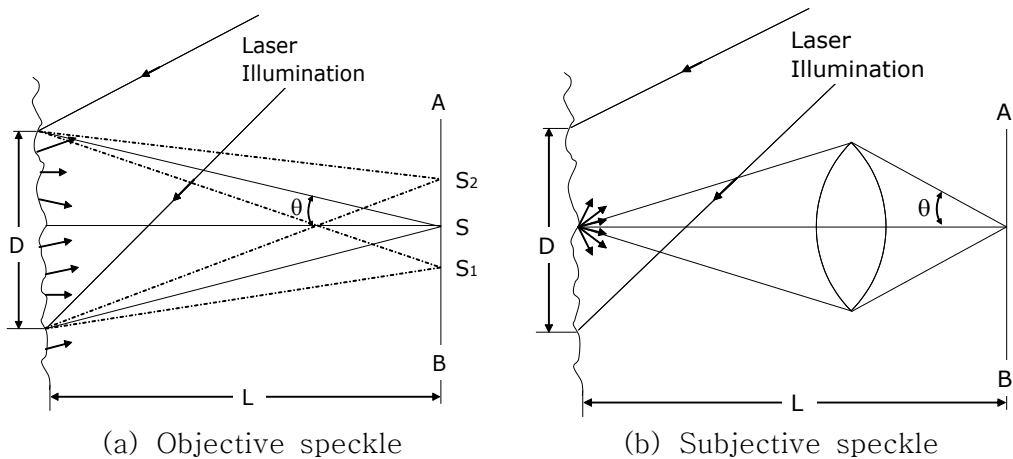 Laser
Illumination
A
S₂
θ
S
D
S₁
B
L
(a) Objective speckle
Laser
Illumination
A
θ
D
B
L
(b) Subjective speckle